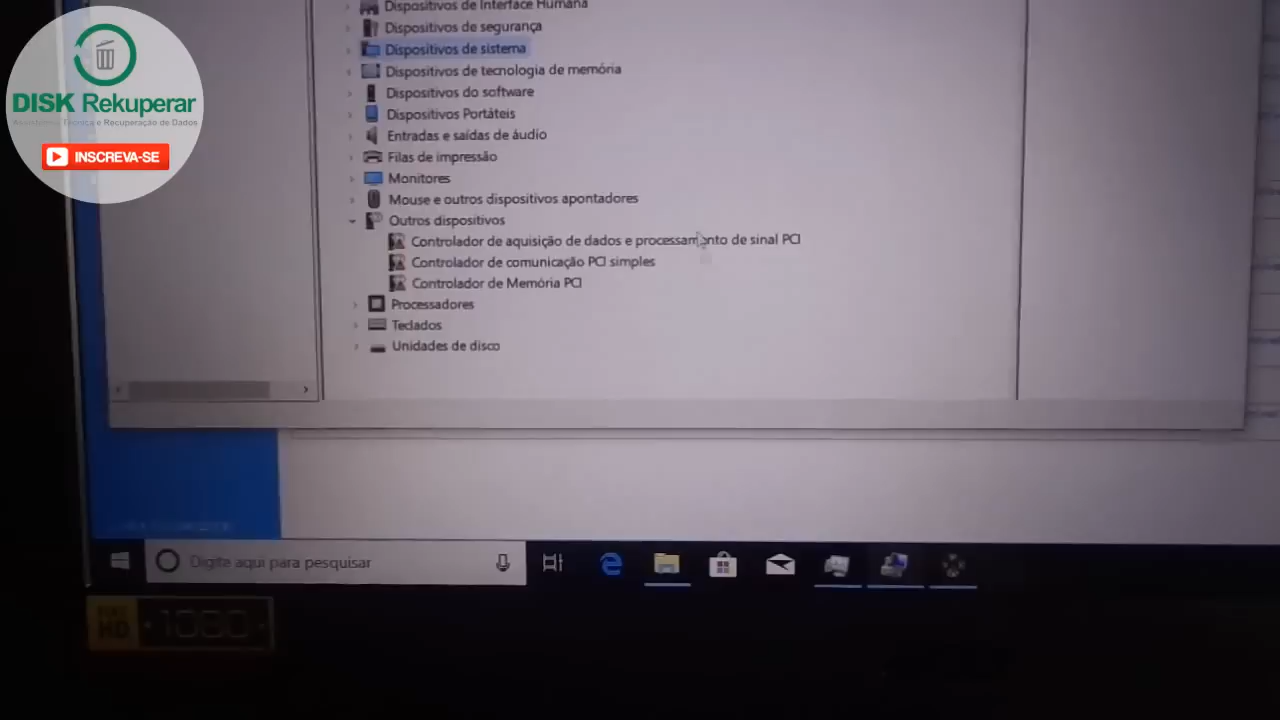 Dispositivos de Interface Humana
Dispositivos de segurança
Dispositivos de sistema
Dispositivos de tecnologia de memória
Dispositivos do software
Dispositivos Portáteis
Entradas e saídas de áudio
Filas de impressão
Monitores
Mouse e outros dispositivos apontadores
Outros dispositivos
Controlador de aquisição de dados e processamento de sinal PCI
Controlador de comunicação PCI simples
Controlador de Memória PCI
Processadores
Teclados
Unidades de disco
DISK Rekuperar
Assistência Técnica e Recuperação de Dados
INSCREVA-SE
Digite aqui para pesquisar
HD
1080